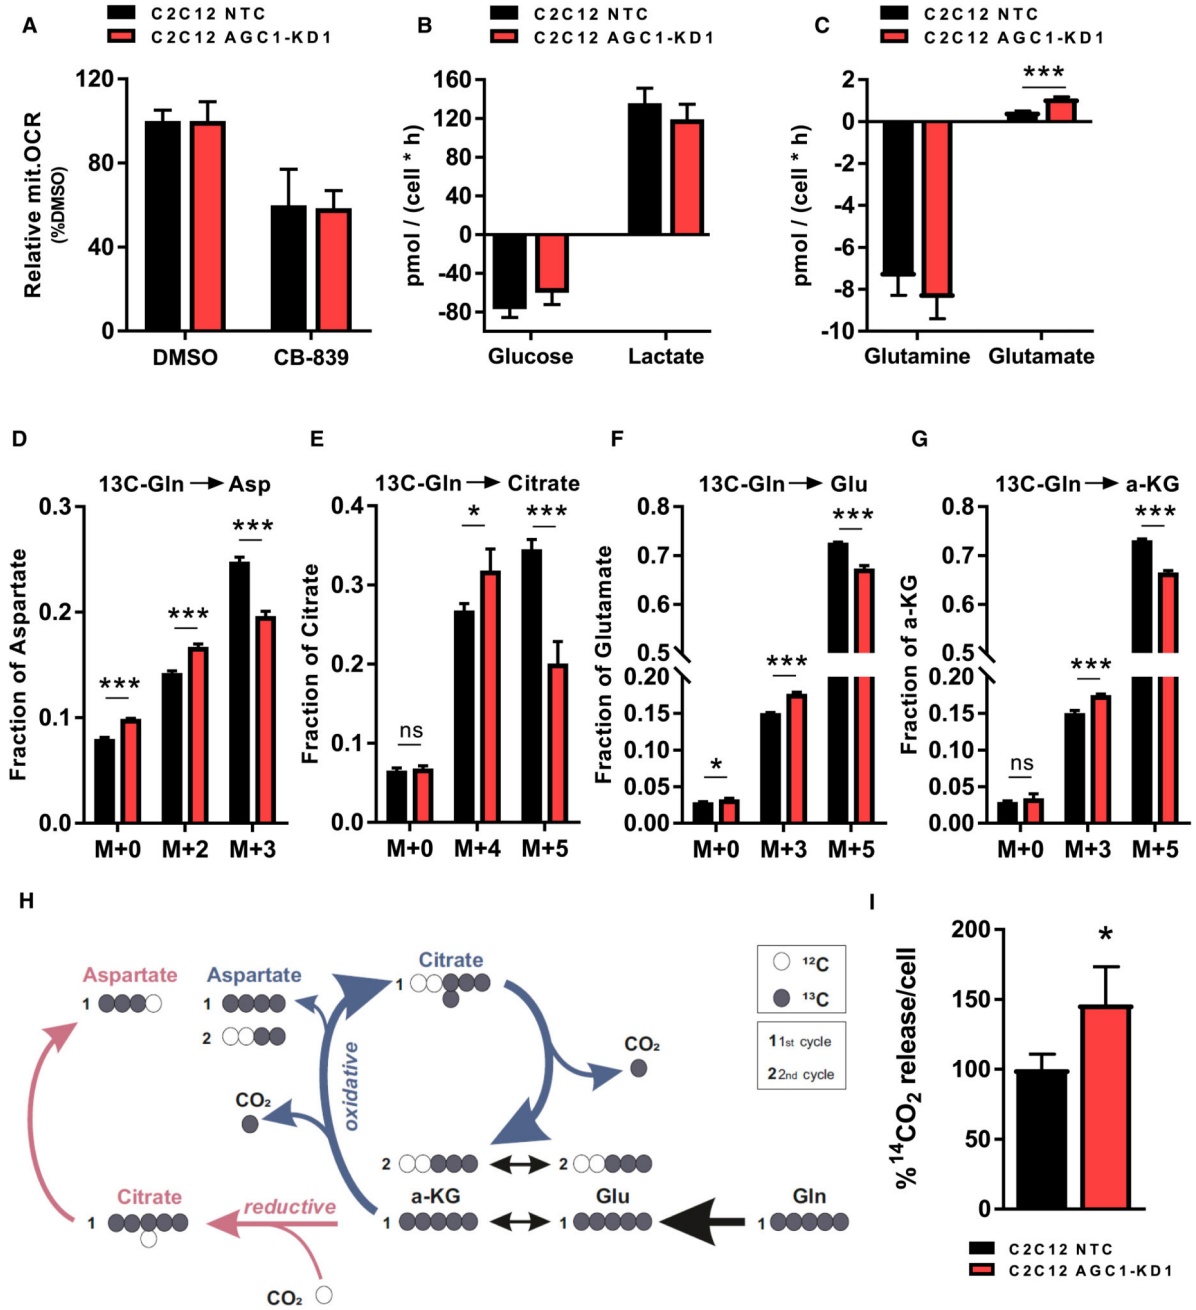 A
C2C12 NTC
C2C12 AGC1-KD1
Relative mit.OCR
(%DMSO)
120
80
40
0
DMSO
CB-839
B
C2C12 NTC
C2C12 AGC1-KD1
pmol / (cell * h)
160
120
80
40
0
-40
-80
Glucose
Lactate
C
C2C12 NTC
C2C12 AGC1-KD1
pmol / (cell * h)
2
0
-2
-4
-6
-8
-10
***
Glutamine
Glutamate
D
13C-Gln → Asp
Fraction of Aspartate
0.3
0.2
0.1
0.0
***
***
***
M+0
M+2
M+3
E
13C-Gln → Citrate
Fraction of Citrate
0.4
0.3
0.2
0.1
0.0
ns
*
***
M+0
M+4
M+5
F
13C-Gln → Glu
Fraction of Glutamate
0.8
0.7
0.6
0.5
0.20
0.15
0.10
0.05
0.00
*
***
***
M+0
M+3
M+5
G
13C-Gln → a-KG
Fraction of a-KG
0.8
0.7
0.6
0.5
0.20
0.15
0.10
0.05
0.00
ns
***
***
M+0
M+3
M+5
H
Aspartate
1
Aspartate
1
2
Citrate
1
¹²C
¹³C
1 1st cycle
2 2nd cycle
CO₂
CO₂
oxidative
2
2
a-KG
Glu
Gln
1
1
1
Citrate
1
reductive
CO₂
I
%¹⁴CO₂ release/cell
200
150
100
50
0
*
C2C12 NTC
C2C12 AGC1-KD1